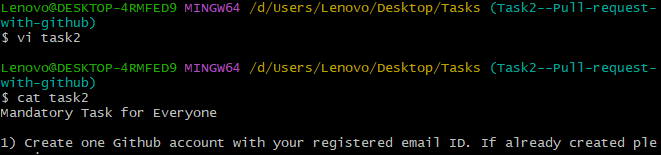 Lenovo@DESKTOP-4RMFED9 MINGW64 /d/Users/Lenovo/Desktop/Tasks (Task2--Pull-request-
with-github)
$ vi task2
Lenovo@DESKTOP-4RMFED9 MINGW64 /d/Users/Lenovo/Desktop/Tasks (Task2--Pull-request-
with-github)
$ cat task2
Mandatory Task for Everyone
1) Create one Github account with your registered email ID. If already created ple